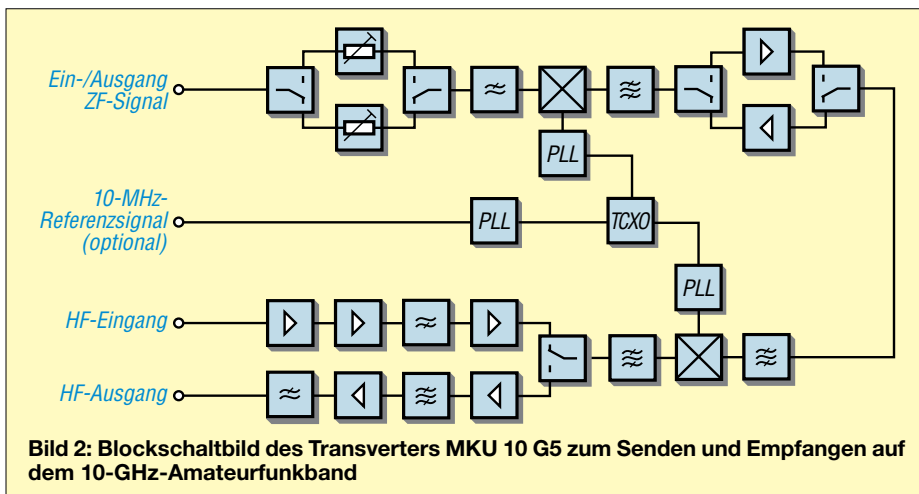 Ein-/Ausgang
ZF-Signal
PLL
10-MHz-
Referenzsignal
(optional)
PLL
TCXO
PLL
HF-Eingang
HF-Ausgang
Bild 2: Blockschaltbild des Transverters MKU 10 G5 zum Senden und Empfangen auf
dem 10-GHz-Amateurfunkband